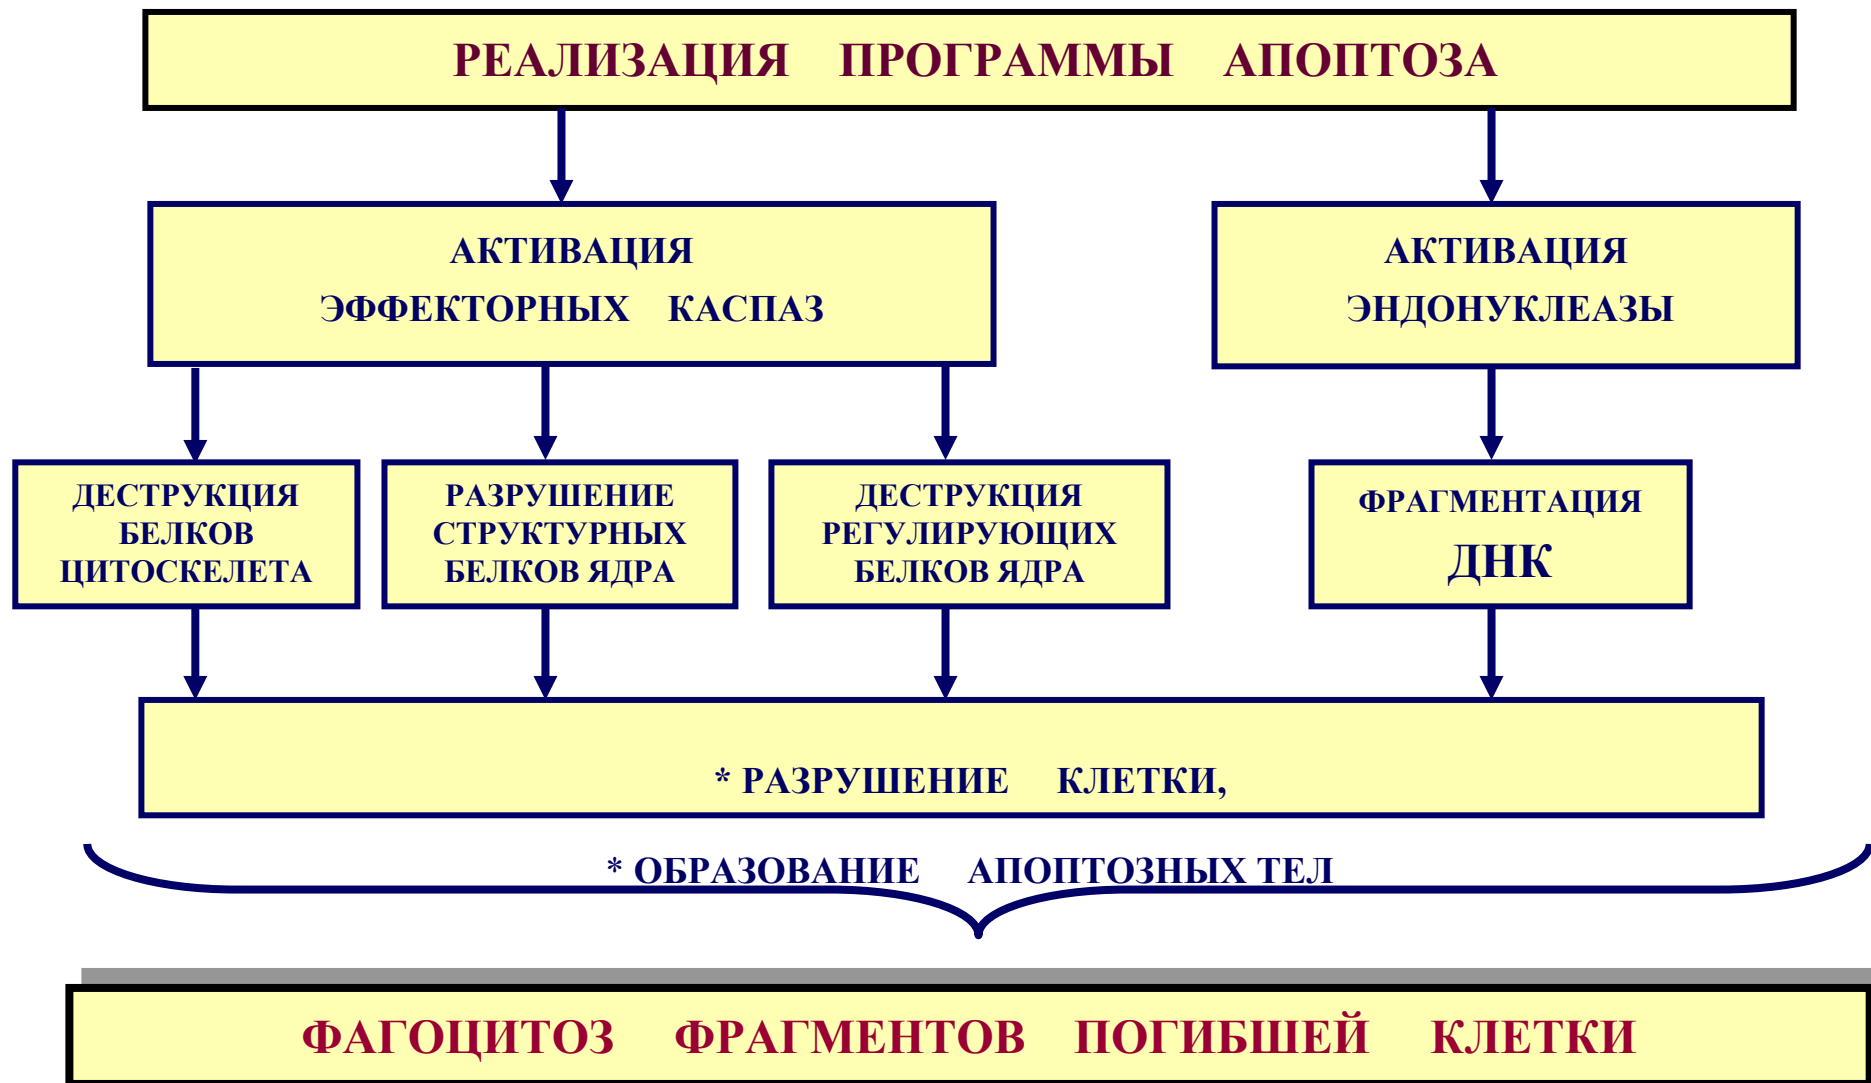 РЕАЛИЗАЦИЯ ПРОГРАММЫ АПОПТОЗА
АКТИВАЦИЯ
ЭФФЕКТОРНЫХ КАСПАЗ
АКТИВАЦИЯ
ЭНДОНУКЛЕАЗЫ
ДЕСТРУКЦИЯ
БЕЛКОВ
ЦИТОСКЕЛЕТА
РАЗРУШЕНИЕ
СТРУКТУРНЫХ
БЕЛКОВ ЯДРА
ДЕСТРУКЦИЯ
РЕГУЛИРУЮЩИХ
БЕЛКОВ ЯДРА
ФРАГМЕНТАЦИЯ
ДНК
* РАЗРУШЕНИЕ КЛЕТКИ,
* ОБРАЗОВАНИЕ АПОПТОЗНЫХ ТЕЛ
ФАГОЦИТОЗ ФРАГМЕНТОВ ПОГИБШЕЙ КЛЕТКИ